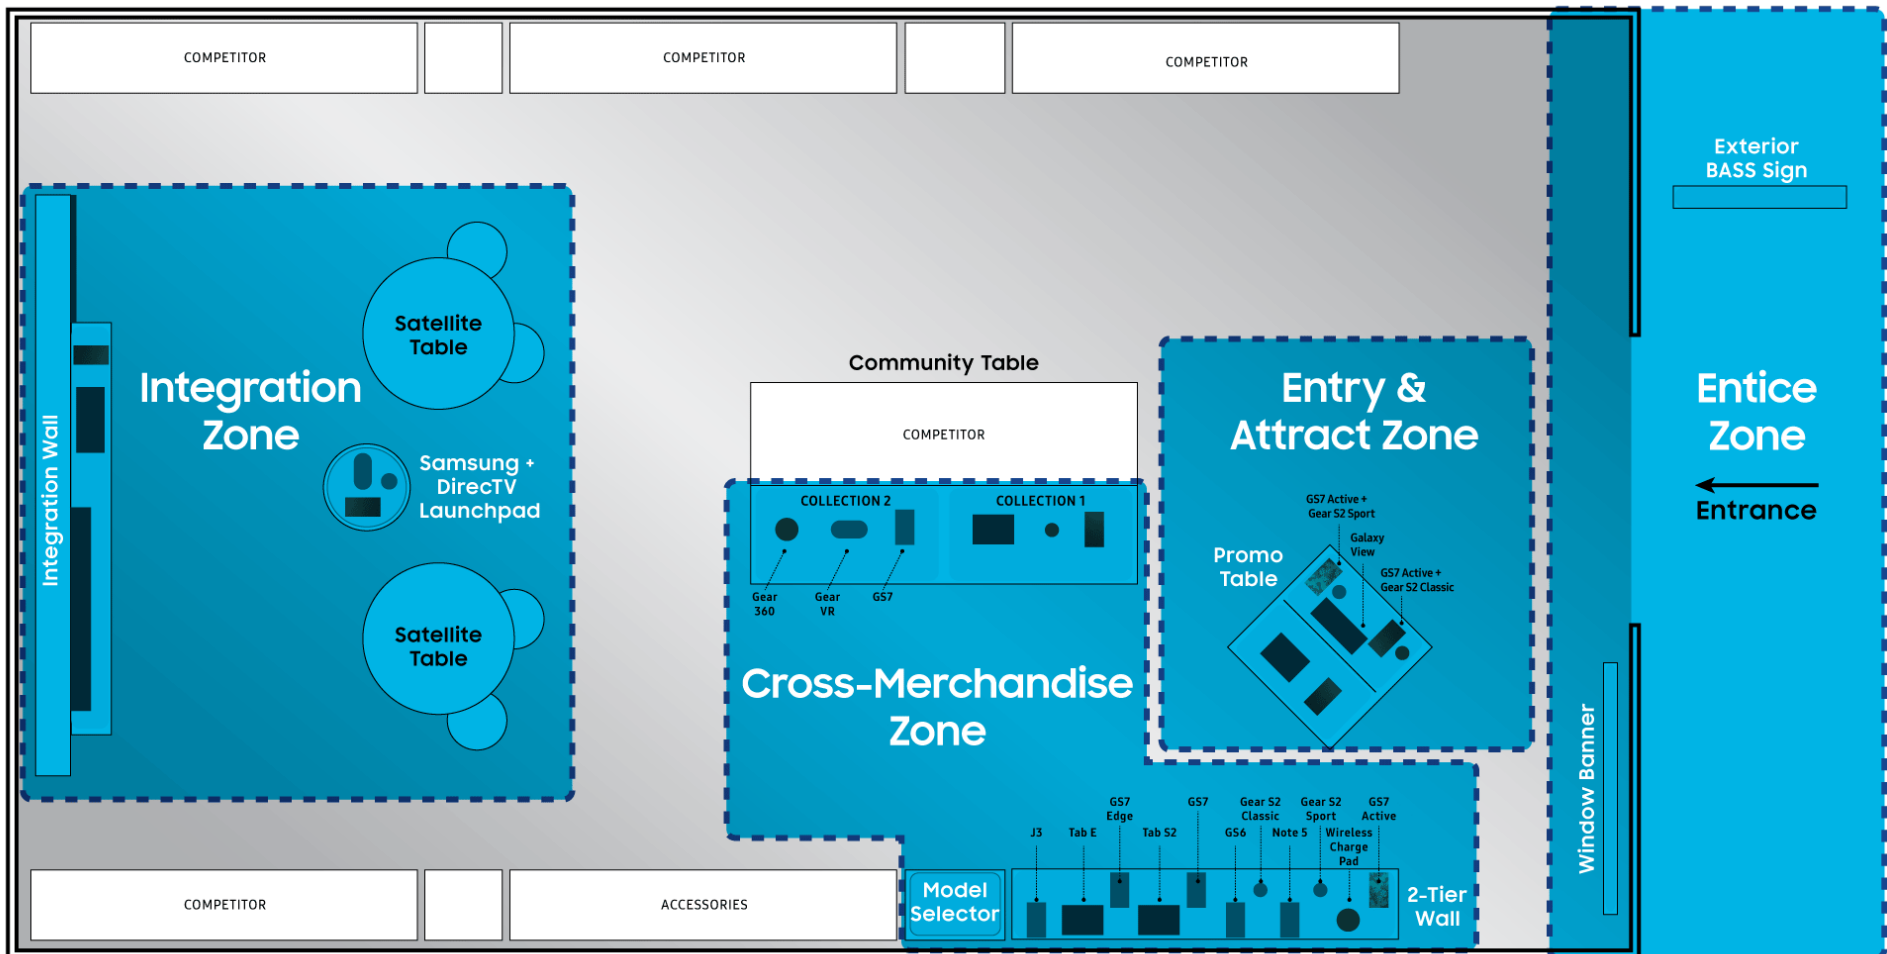 COMPETITOR
COMPETITOR
COMPETITOR
Exterior
BASS Sign
Integration Wall
Integration
Zone
Satellite
Table
Samsung +
DirecTV
Launchpad
Satellite
Table
Community Table
COMPETITOR
COLLECTION 2
COLLECTION 1
Gear
360
Gear
VR
GS7
Cross-Merchandise
Zone
Entry &
Attract Zone
GS7 Active +
Gear S2 Sport
Galaxy
View
GS7 Active +
Gear S2 Classic
Promo
Table
Entice
Zone
Entrance
Window Banner
J3
Tab E
GS7
Edge
Tab S2
GS7
GS6
Gear S2
Classic
Note 5
Gear S2
Sport
Wireless
Charge
Pad
GS7
Active
COMPETITOR
ACCESSORIES
Model
Selector
2-Tier
Wall